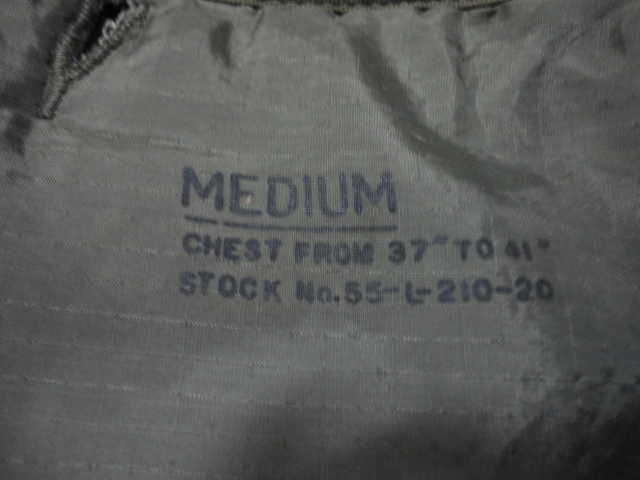 MEDIUM
CHEST FROM 37" TO 41"
STOCK No. 55-L-210-20